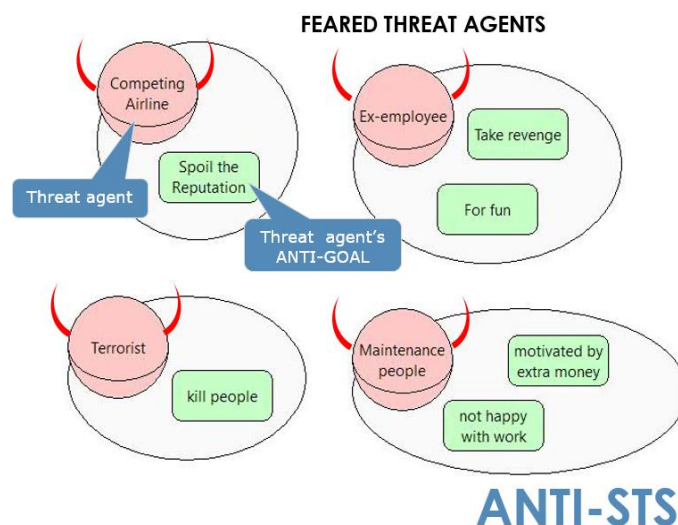 FEARED THREAT AGENTS
Competing
Airline
Threat agent
Spoil the
Reputation
Threat agent's
ANTI-GOAL
Ex-employee
Take revenge
For fun
Terrorist
kill people
Maintenance
people
motivated by
extra money
not happy
with work
ANTI-STS